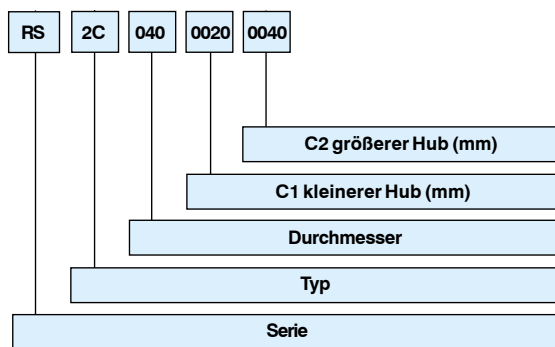 RS 2C 040 0020 0040
C2 größerer Hub (mm)
C1 kleinerer Hub (mm)
Durchmesser
Typ
Serie